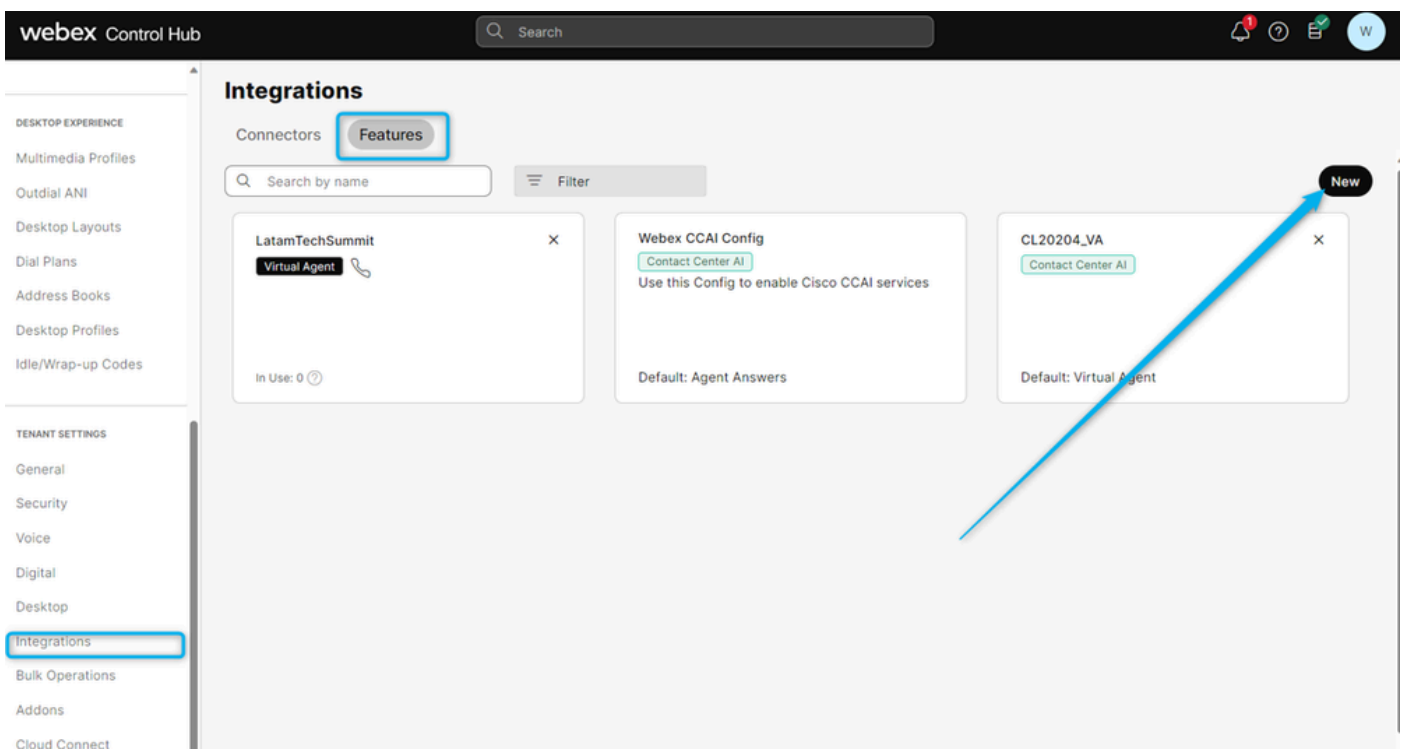 webex Control Hub
Search
1
W
DESKTOP EXPERIENCE
Multimedia Profiles
Outdial ANI
Desktop Layouts
Dial Plans
Address Books
Desktop Profiles
Idle/Wrap-up Codes
TENANT SETTINGS
General
Security
Voice
Digital
Desktop
Integrations
Bulk Operations
Addons
Cloud Connect
Integrations
Connectors
Features
Search by name
Filter
New
LatamTechSummit
Virtual Agent
In Use: 0
Webex CCAI Config
Contact Center AI
Use this Config to enable Cisco CCAI services
Default: Agent Answers
CL20204_VA
Contact Center AI
Default: Virtual Agent